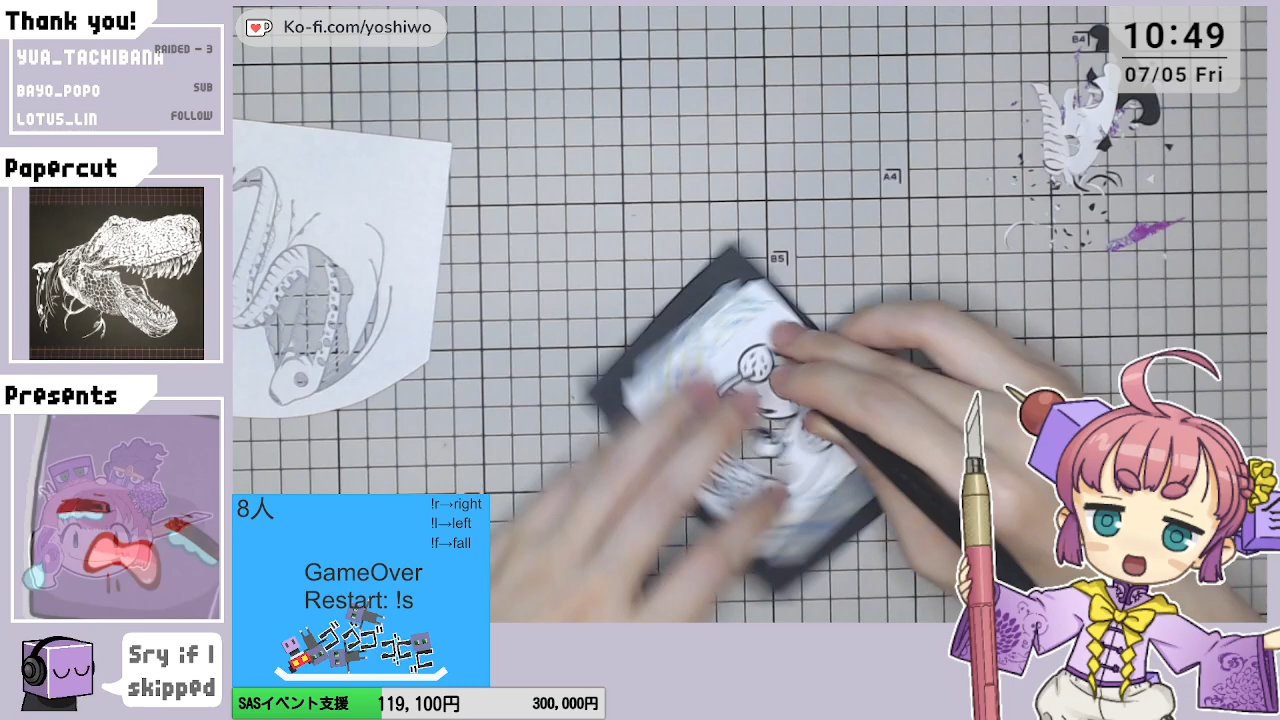 Thank you!
YUA_TACHIBANA
RAIDED - 3
BAYO_POPO
SUB
LOTUS_LIN
FOLLOW
Papercut
Presents
Sry if I
skipped
Ko-fi.com/yoshiwo
B4
A4
B5
10:49
07/05 Fri
8人
!r→right
!l→left
!f→fall
GameOver
Restart: !s
SASイベント支援
119,100円
300,000円